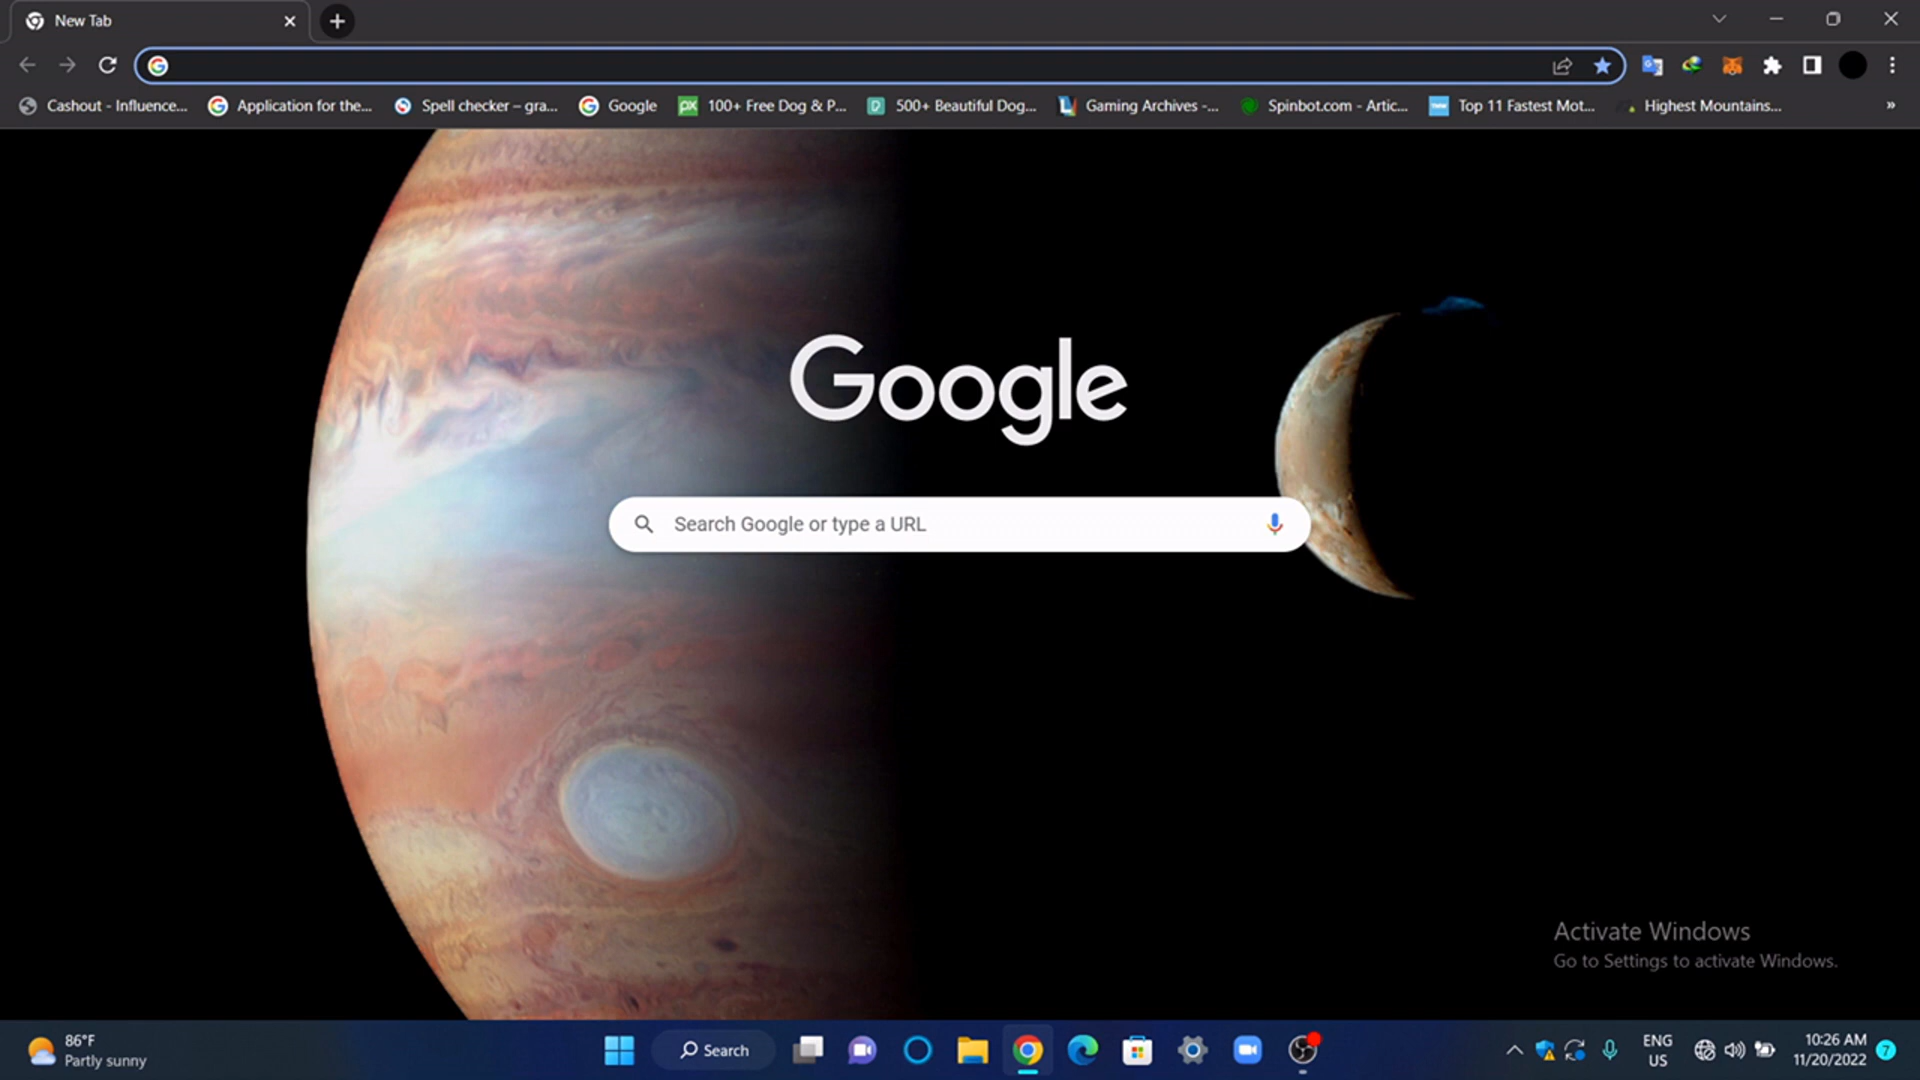 New Tab
Cashout - Influence...
Application for the...
Spell checker – gra...
Google
100+ Free Dog & P...
500+ Beautiful Dog...
Gaming Archives -...
Spinbot.com - Artic...
Top 11 Fastest Mot...
Highest Mountains...
»
Google
Search Google or type a URL
Activate Windows
Go to Settings to activate Windows.
86°F
Partly sunny
Search
ENG
US
10:26 AM
11/20/2022
7